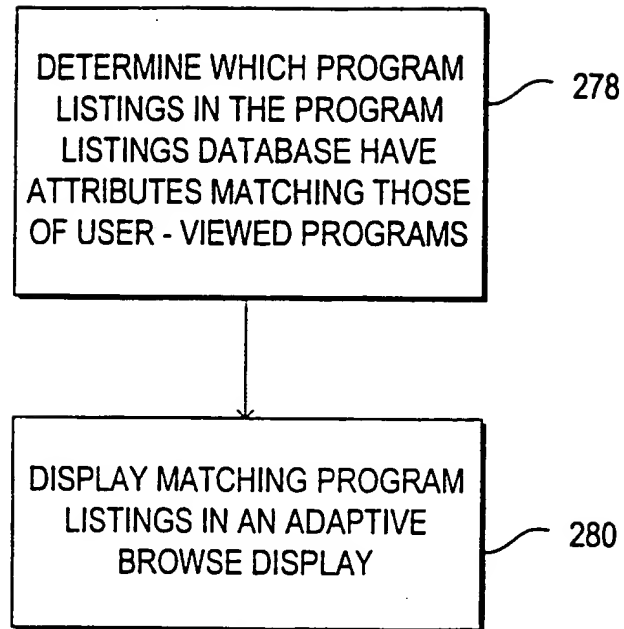 DETERMINE WHICH PROGRAM
LISTINGS IN THE PROGRAM
LISTINGS DATABASE HAVE
ATTRIBUTES MATCHING THOSE
OF USER - VIEWED PROGRAMS
278
DISPLAY MATCHING PROGRAM
LISTINGS IN AN ADAPTIVE
BROWSE DISPLAY
280